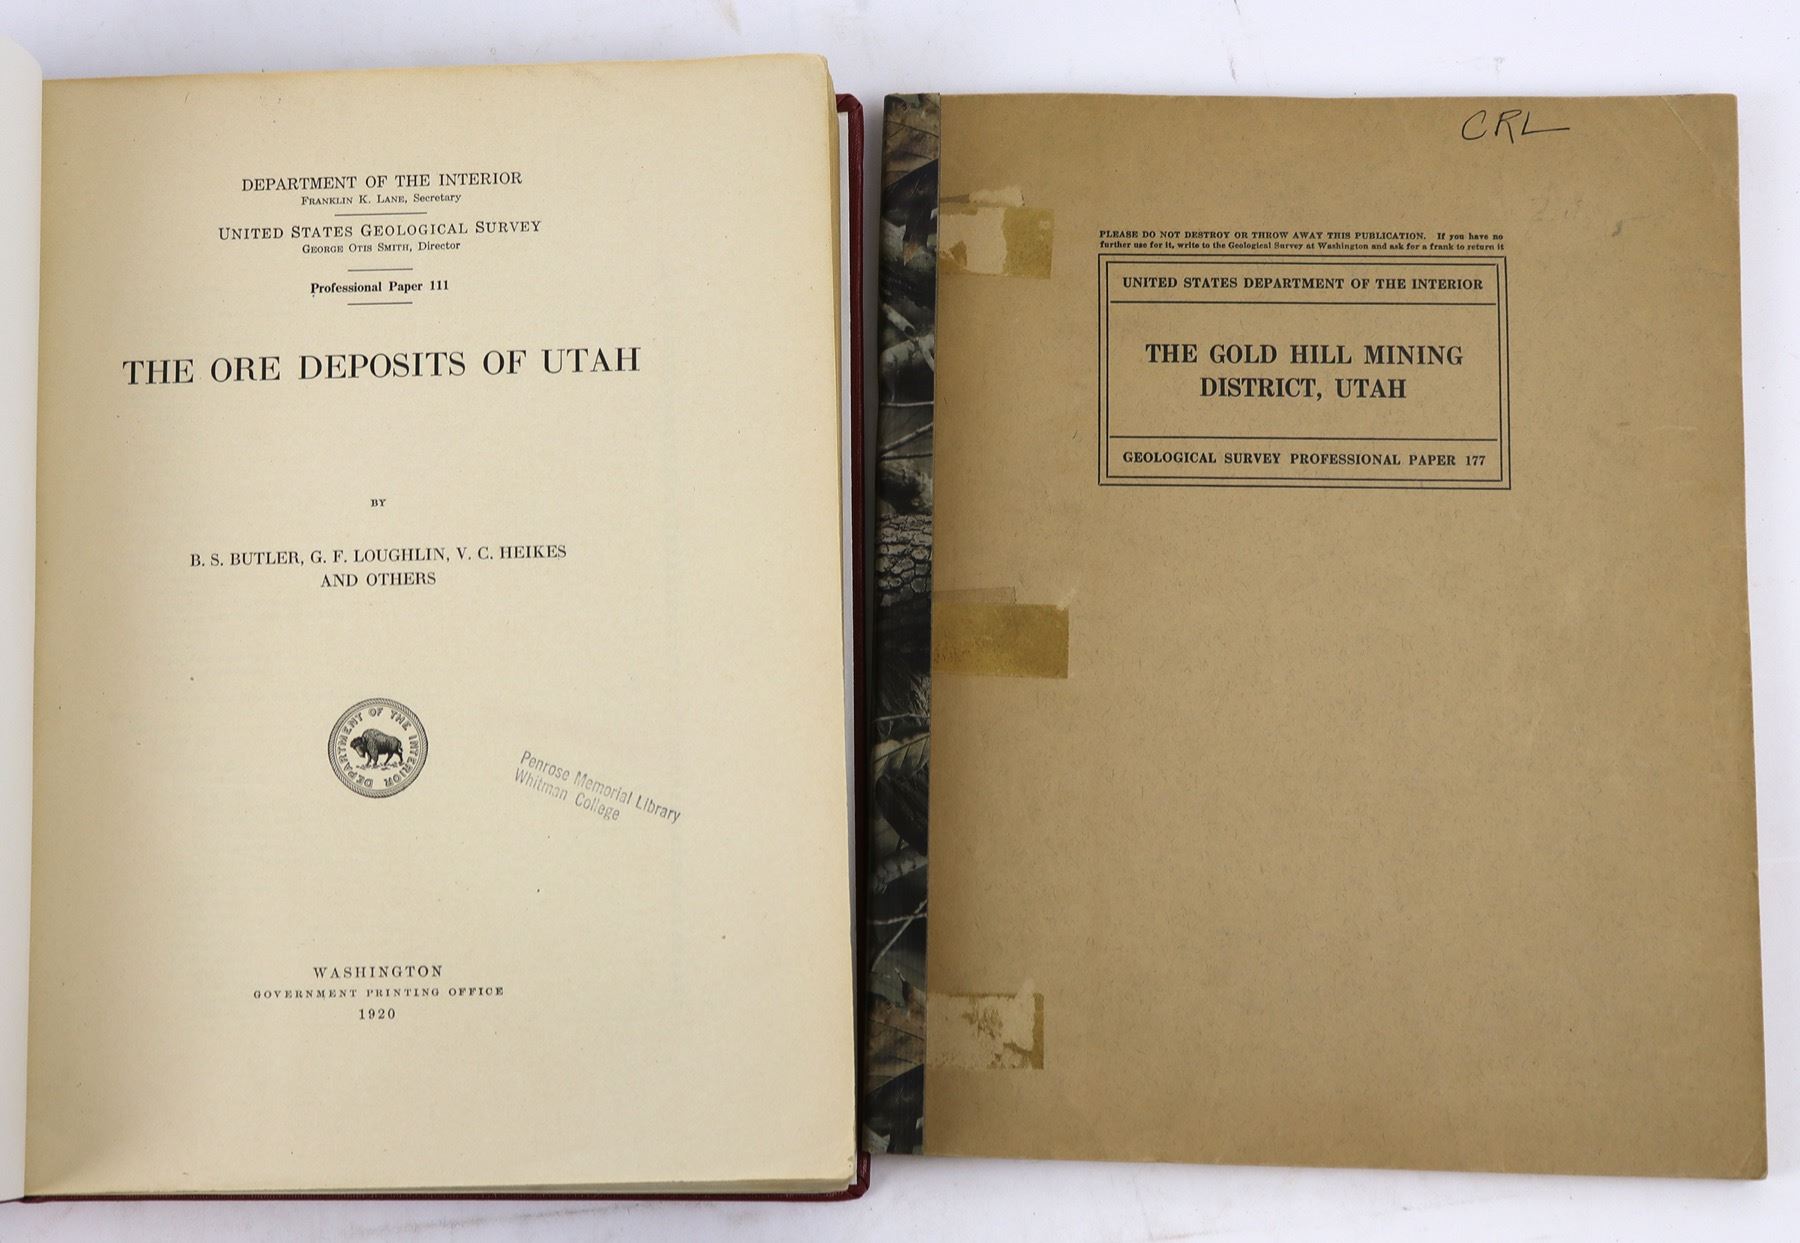 DEPARTMENT OF THE INTERIOR
FRANKLIN K. LANE, Secretary
UNITED STATES GEOLOGICAL SURVEY
GEORGE OTIS SMITH, Director
Professional Paper 111
THE ORE DEPOSITS OF UTAH
BY
B. S. BUTLER, G. F. LOUGHLIN, V. C. HEIKES
AND OTHERS
DEPARTMENT OF THE INTERIOR
Penrose Memorial Library
Whitman College
WASHINGTON
GOVERNMENT PRINTING OFFICE
1920
CRL
PLEASE DO NOT DESTROY OR THROW AWAY THIS PUBLICATION. If you have no
further use for it, write to the Geological Survey at Washington and ask for a frank to return it
UNITED STATES DEPARTMENT OF THE INTERIOR
THE GOLD HILL MINING
DISTRICT, UTAH
GEOLOGICAL SURVEY PROFESSIONAL PAPER 177